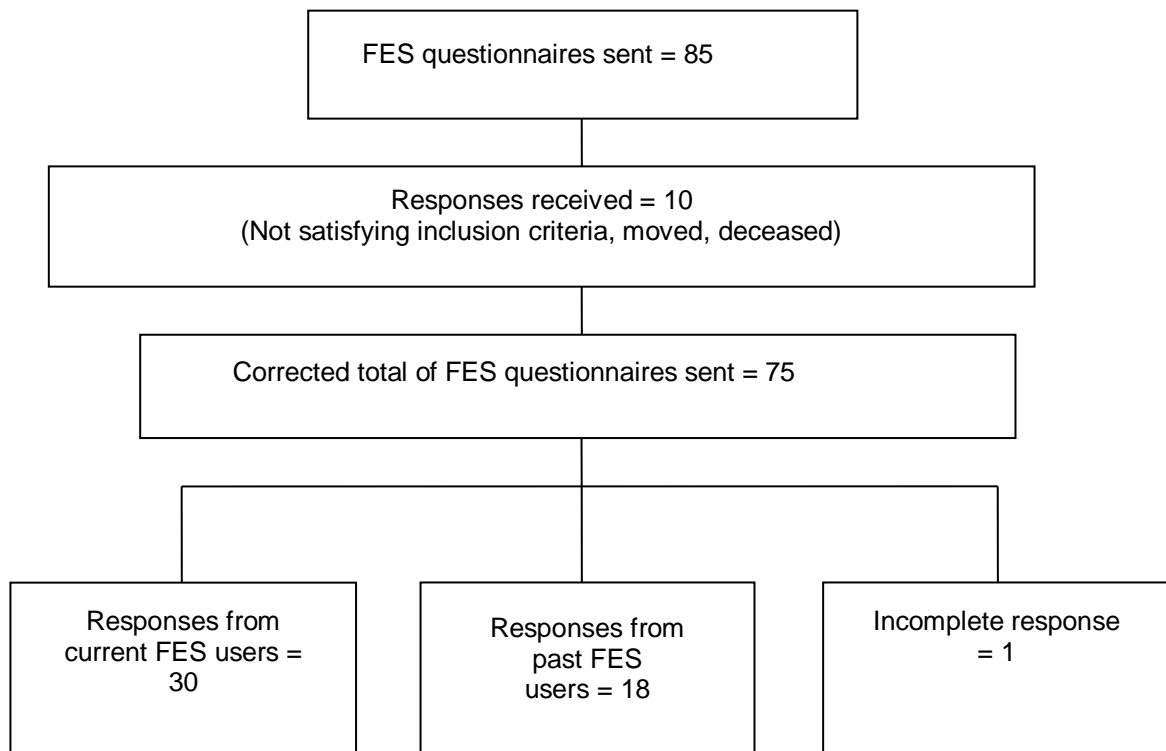 FES questionnaires sent = 85
Responses received = 10
(Not satisfying inclusion criteria, moved, deceased)
Corrected total of FES questionnaires sent = 75
Responses from
current FES users =
30
Responses from
past FES
users = 18
Incomplete response
= 1